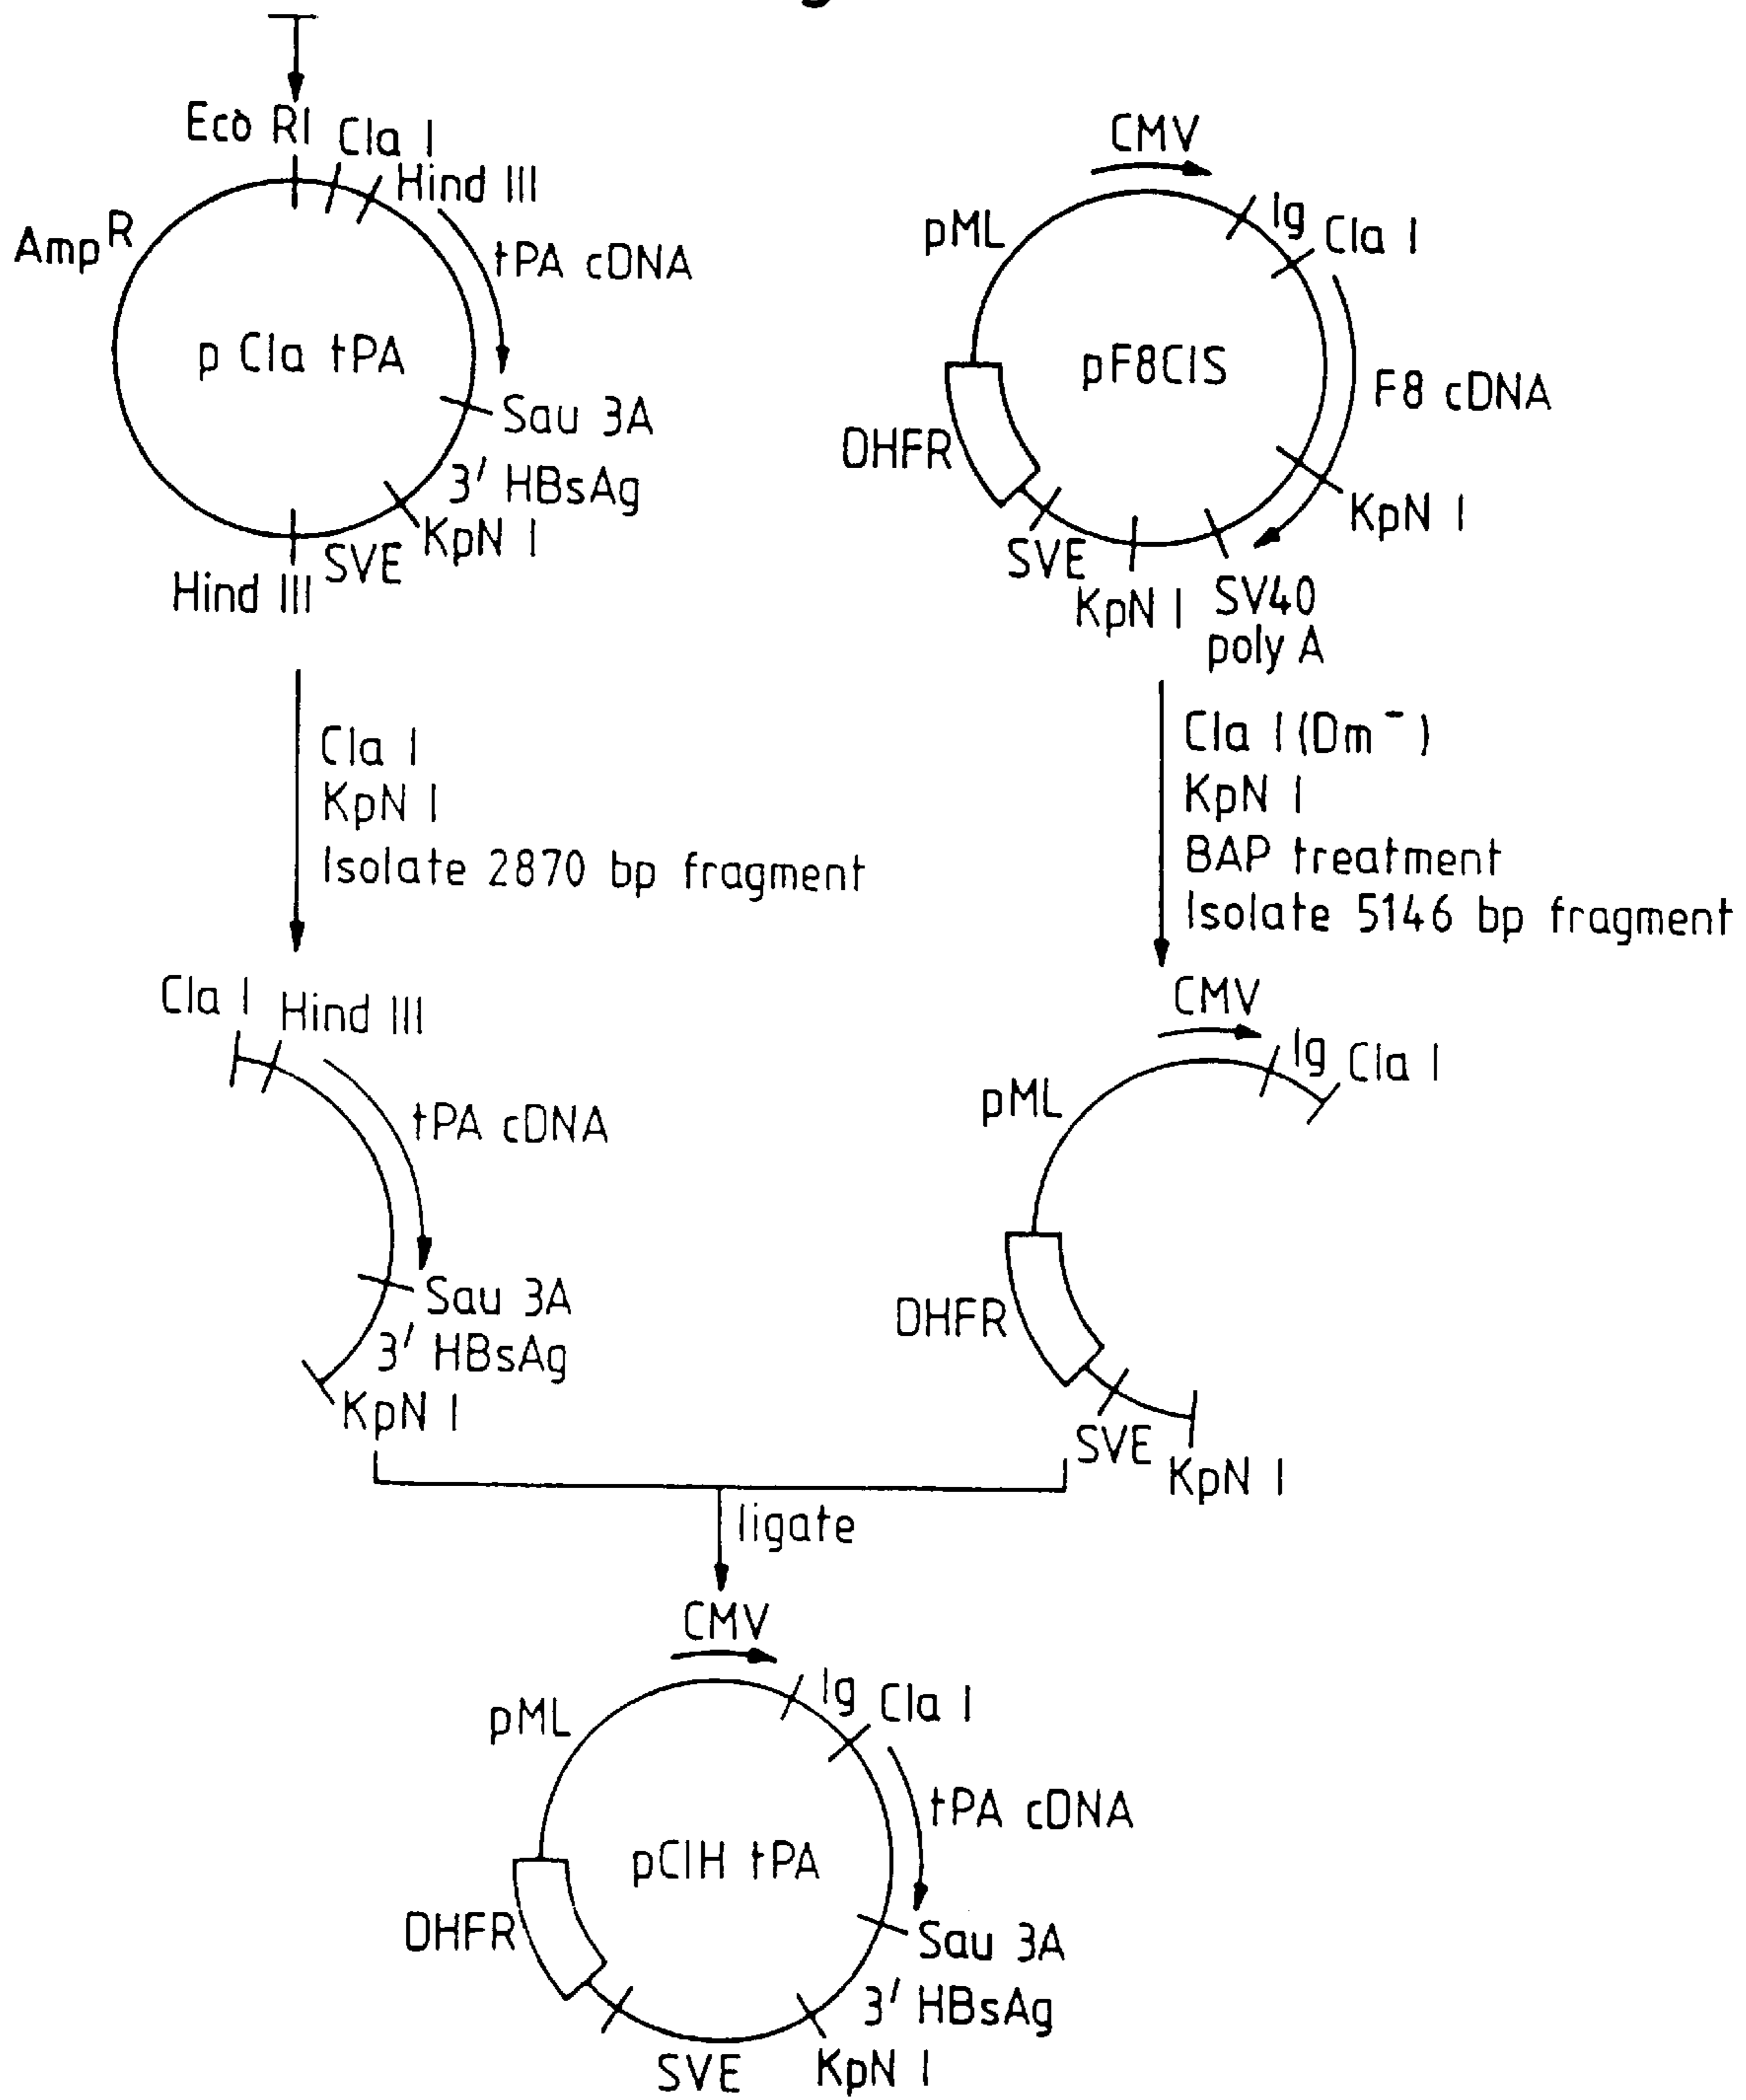 Eco RI
Cla I
Hind III
Amp R
tPA cDNA
p Cla tPA
Sau 3A
3' HBsAg
KpN I
SVE
Hind III
CMV
Ig
Cla I
pML
pF8CIS
F8 cDNA
DHFR
KpN I
SVE
KpN I
SV40
poly A
Cla I
KpN I
Isolate 2870 bp fragment
Cla I (Dm⁻)
KpN I
BAP treatment
Isolate 5146 bp fragment
Cla I
Hind III
tPA cDNA
Sau 3A
3' HBsAg
KpN I
CMV
Ig
Cla I
pML
DHFR
SVE
KpN I
ligate
CMV
Ig
Cla I
pML
tPA cDNA
pCIH tPA
DHFR
Sau 3A
3' HBsAg
SVE
KpN I